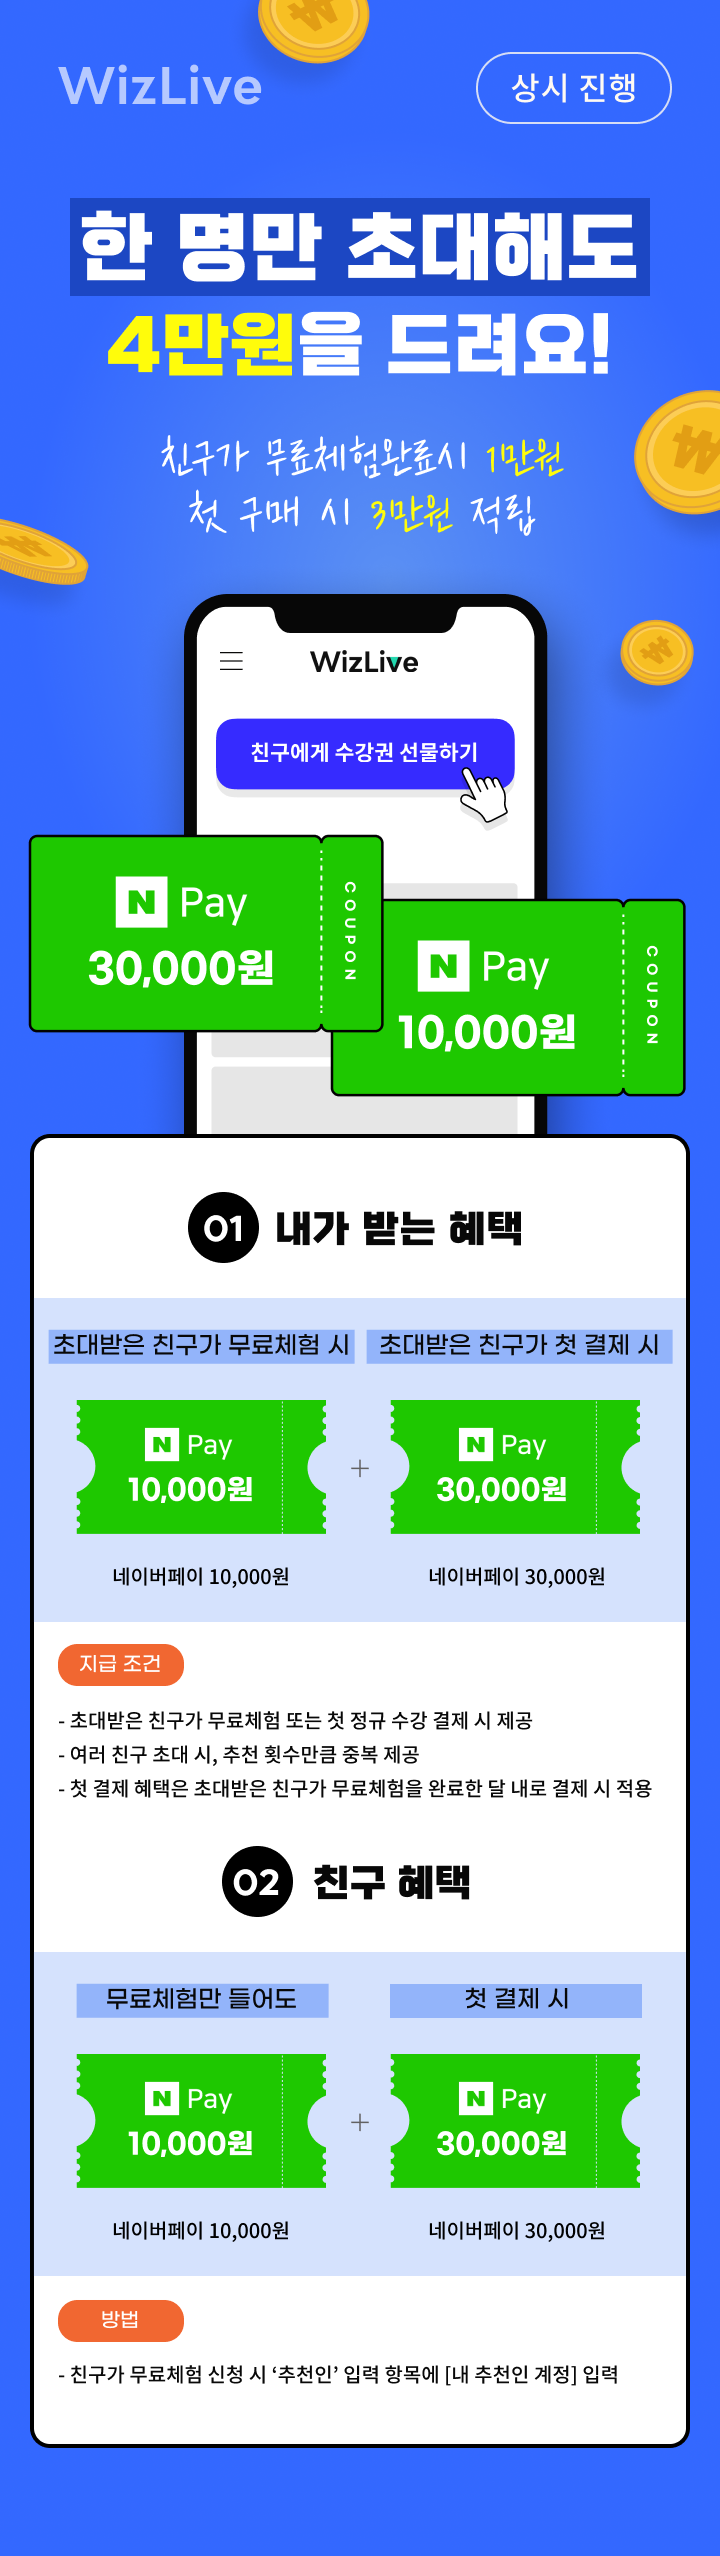 WizLive
상시 진행
한 명만 초대해도
4만원을 드려요!
친구가 무료체험완료시 1만원
첫 구매 시 3만원 적립
WizLive
친구에게 수강권 선물하기
N Pay
30,000원
COUPON
N Pay
10,000원
COUPON
01 내가 받는 혜택
초대받은 친구가 무료체험 시
초대받은 친구가 첫 결제 시
N Pay
10,000원
+
N Pay
30,000원
네이버페이 10,000원
네이버페이 30,000원
지급 조건
- 초대받은 친구가 무료체험 또는 첫 정규 수강 결제 시 제공
- 여러 친구 초대 시, 추천 횟수만큼 중복 제공
- 첫 결제 혜택은 초대받은 친구가 무료체험을 완료한 달 내로 결제 시 적용
02 친구 혜택
무료체험만 들어도
첫 결제 시
N Pay
10,000원
+
N Pay
30,000원
네이버페이 10,000원
네이버페이 30,000원
방법
- 친구가 무료체험 신청 시 ‘추천인’ 입력 항목에 [내 추천인 계정] 입력